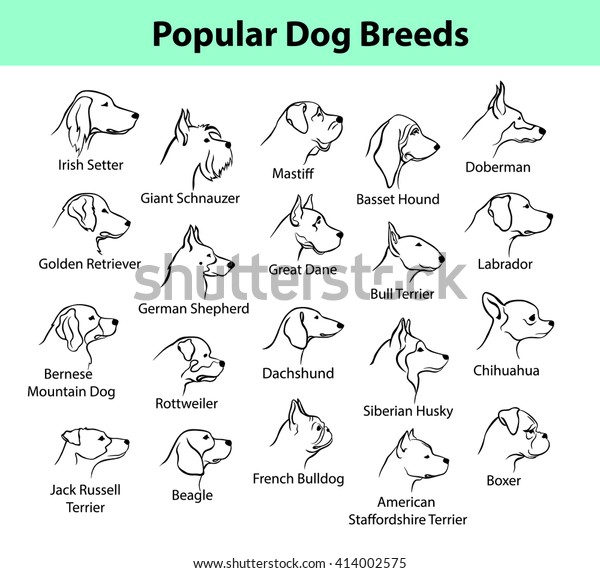 Popular Dog Breeds
Irish Setter
Giant Schnauzer
Mastiff
Basset Hound
Doberman
Golden Retriever
German Shepherd
Great Dane
Bull Terrier
Labrador
shutterstock
Bernese
Mountain Dog
Rottweiler
Dachshund
Siberian Husky
Chihuahua
Jack Russell
Terrier
Beagle
French Bulldog
American
Staffordshire Terrier
Boxer
shutterstock.com · 414002575